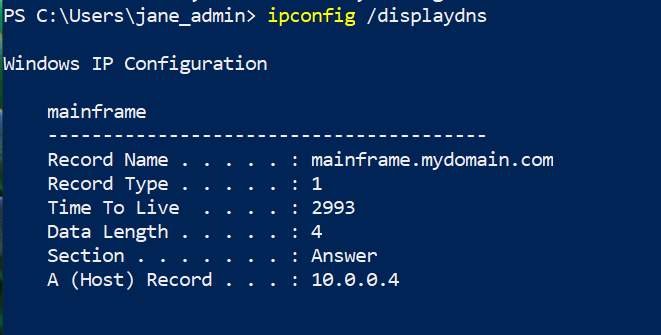 PS C:\Users\jane_admin> ipconfig /displaydns
Windows IP Configuration
mainframe
----------------------------------------
Record Name . . . . . : mainframe.mydomain.com
Record Type . . . . . : 1
Time To Live  . . . . : 2993
Data Length . . . . . : 4
Section . . . . . . . : Answer
A (Host) Record . . . : 10.0.0.4